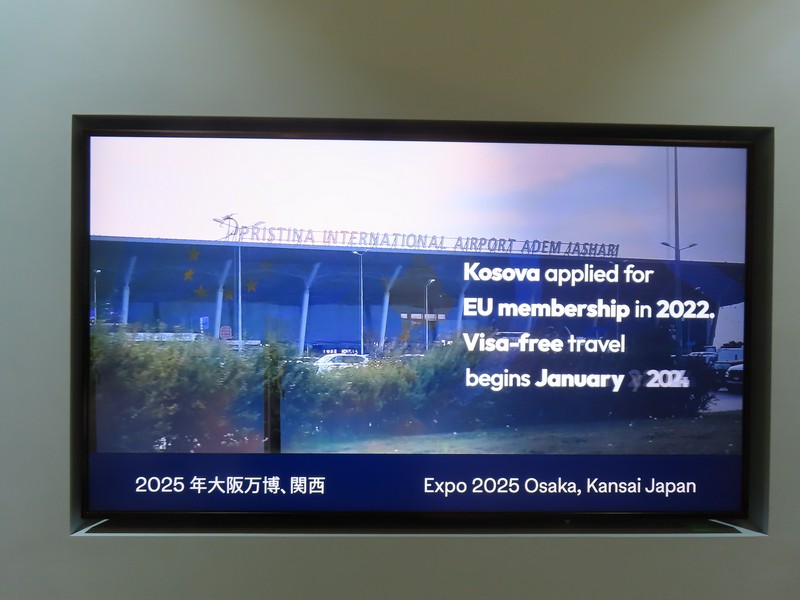 PRISTINA INTERNATIONAL AIRPORT ADEM JASHARI
Kosova applied for
EU membership in 2022.
Visa-free travel
begins January 2024
2025 年大阪万博、関西
Expo 2025 Osaka, Kansai Japan